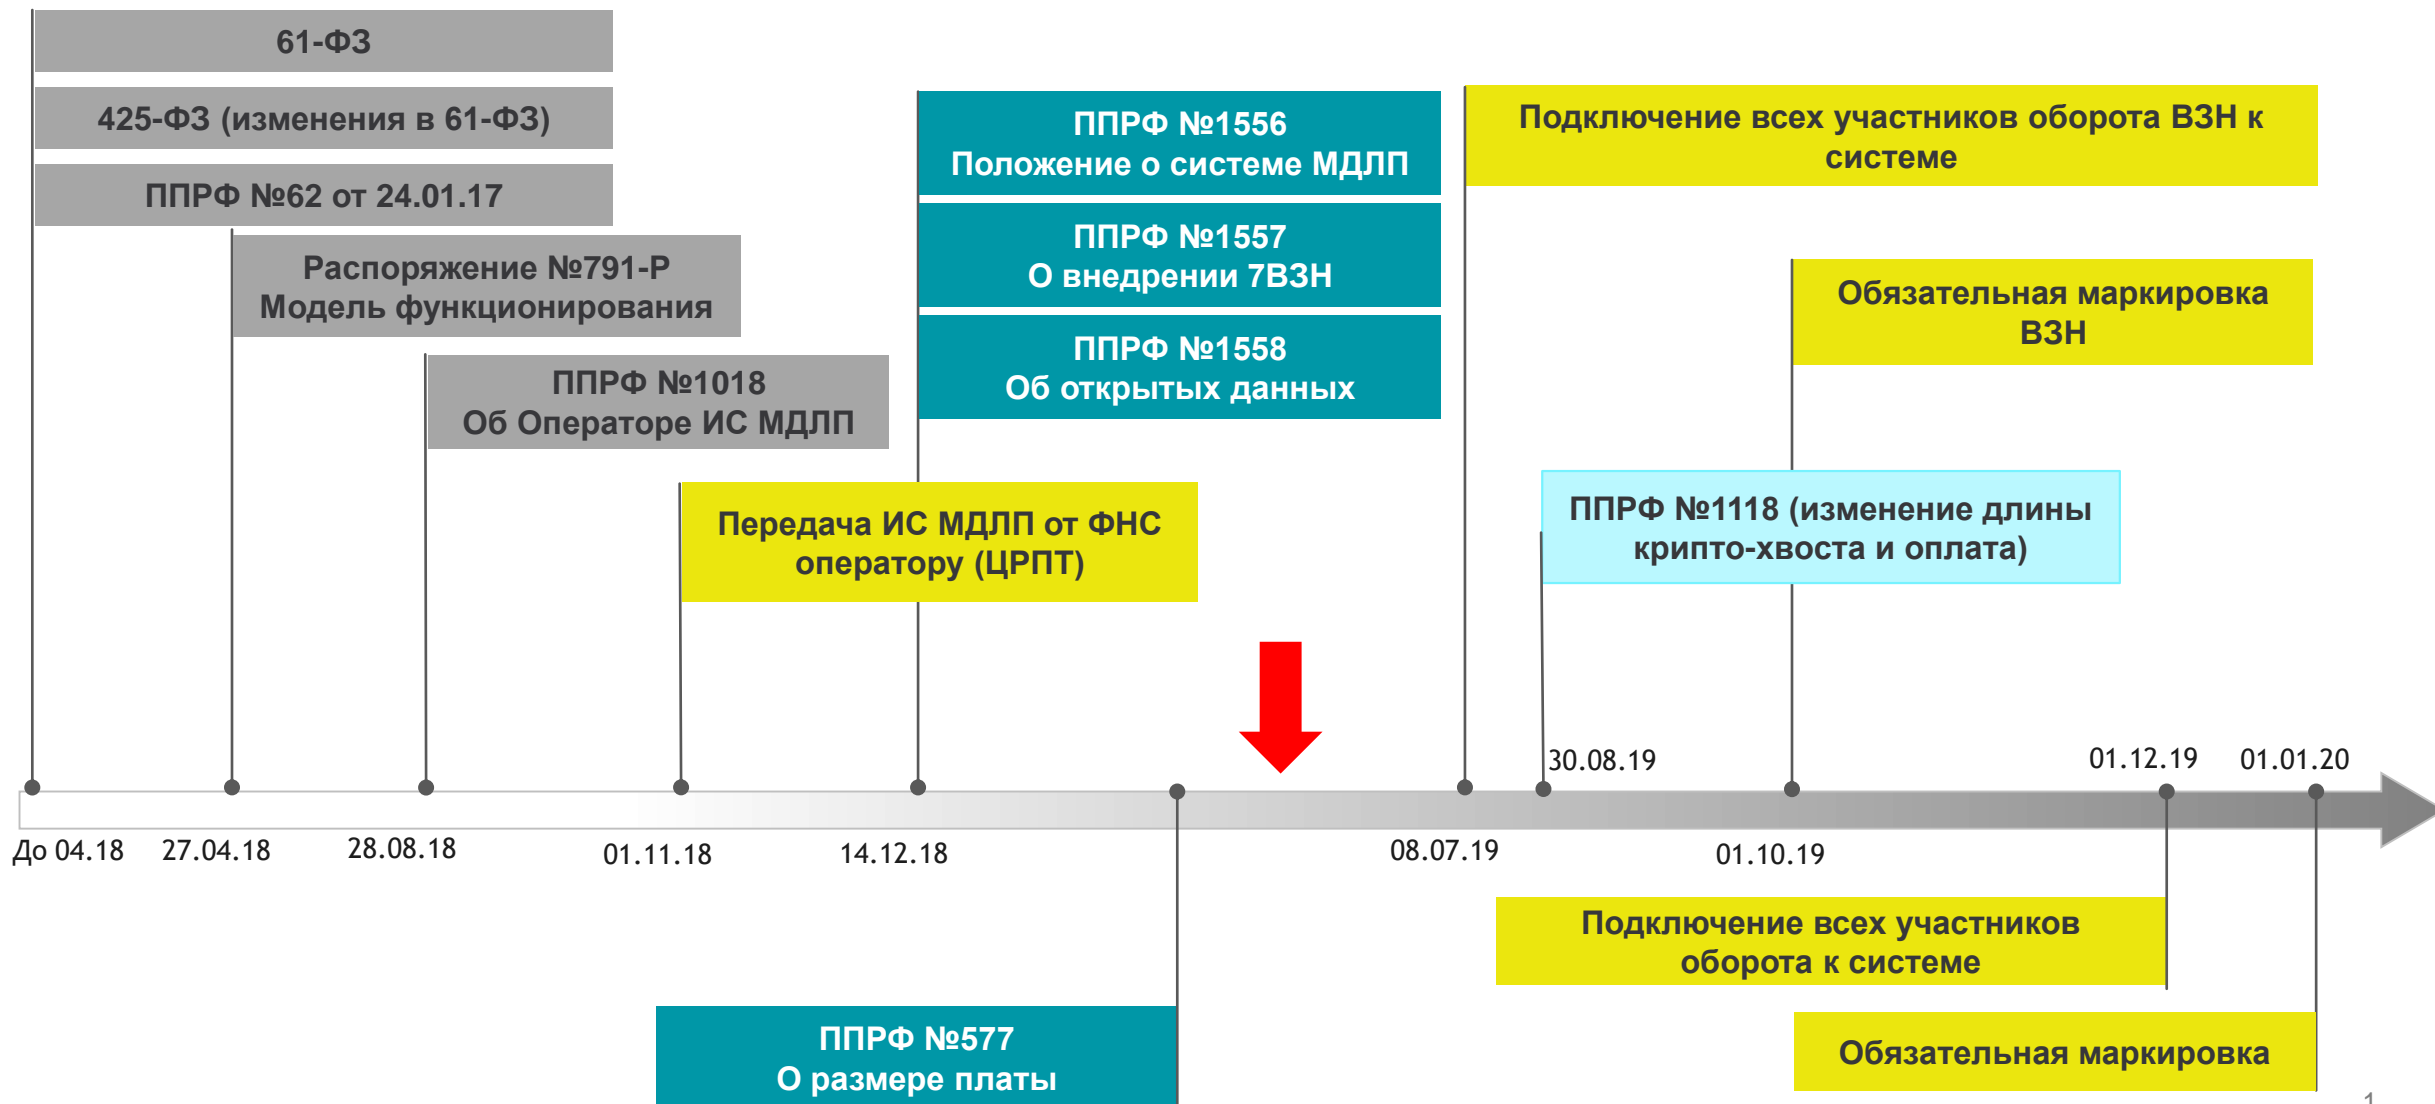 61-ФЗ
425-ФЗ (изменения в 61-ФЗ)
ППРФ №62 от 24.01.17
Распоряжение №791-Р
Модель функционирования
ППРФ №1018
Об Операторе ИС МДЛП
Передача ИС МДЛП от ФНС
оператору (ЦРПТ)
ППРФ №1556
Положение о системе МДЛП
ППРФ №1557
О внедрении 7ВЗН
ППРФ №1558
Об открытых данных
Подключение всех участников оборота ВЗН к
системе
Обязательная маркировка
ВЗН
ППРФ №1118 (изменение длины
крипто-хвоста и оплата)
30.08.19
01.12.19
01.01.20
До 04.18
27.04.18
28.08.18
01.11.18
14.12.18
08.07.19
01.10.19
Подключение всех участников
оборота к системе
ППРФ №577
О размере платы
Обязательная маркировка
1